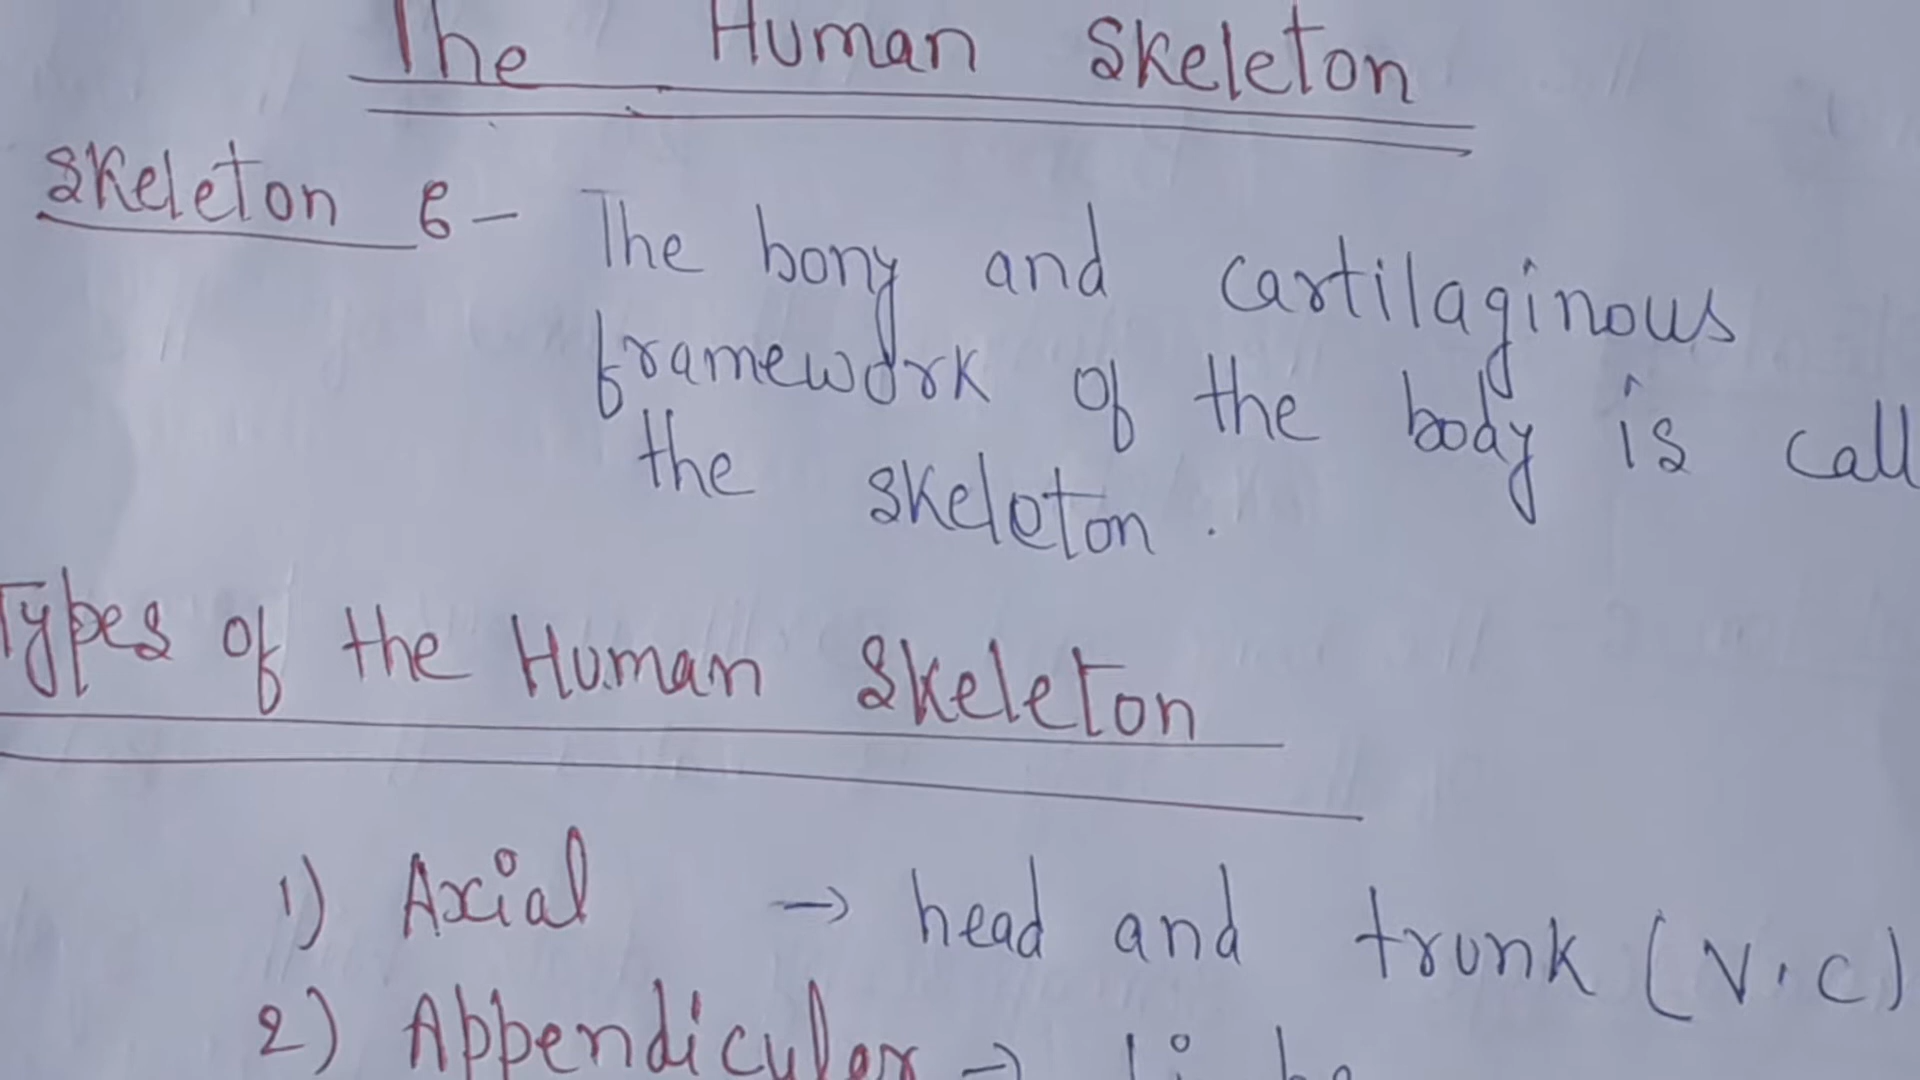 The Human Skeleton
Skeleton :- The bony and cartilaginous
framework of the body is call
the skeleton.
Types of the Human Skeleton
1) Axial → head and trunk (V.C)
2) Appendicular →